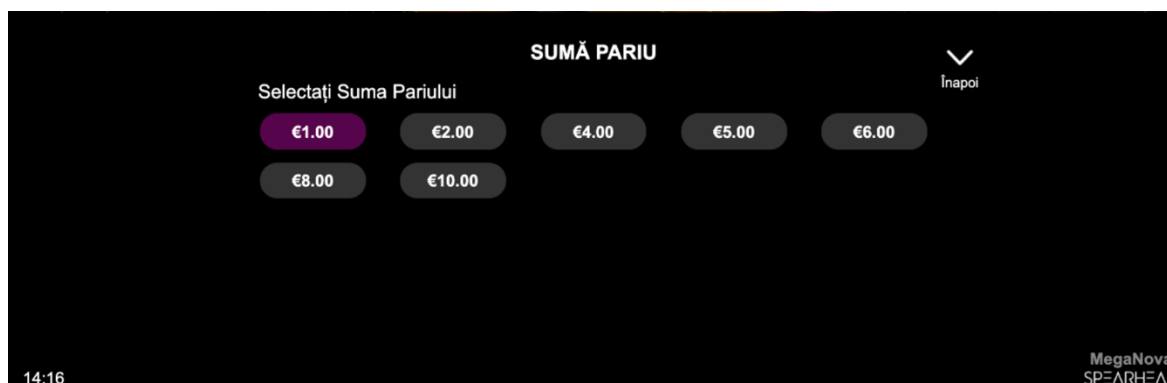 SUMĂ PARIU
Înapoi
Selectați Suma Pariului
€1.00 €2.00 €4.00 €5.00 €6.00
€8.00 €10.00
MegaNova
14:16